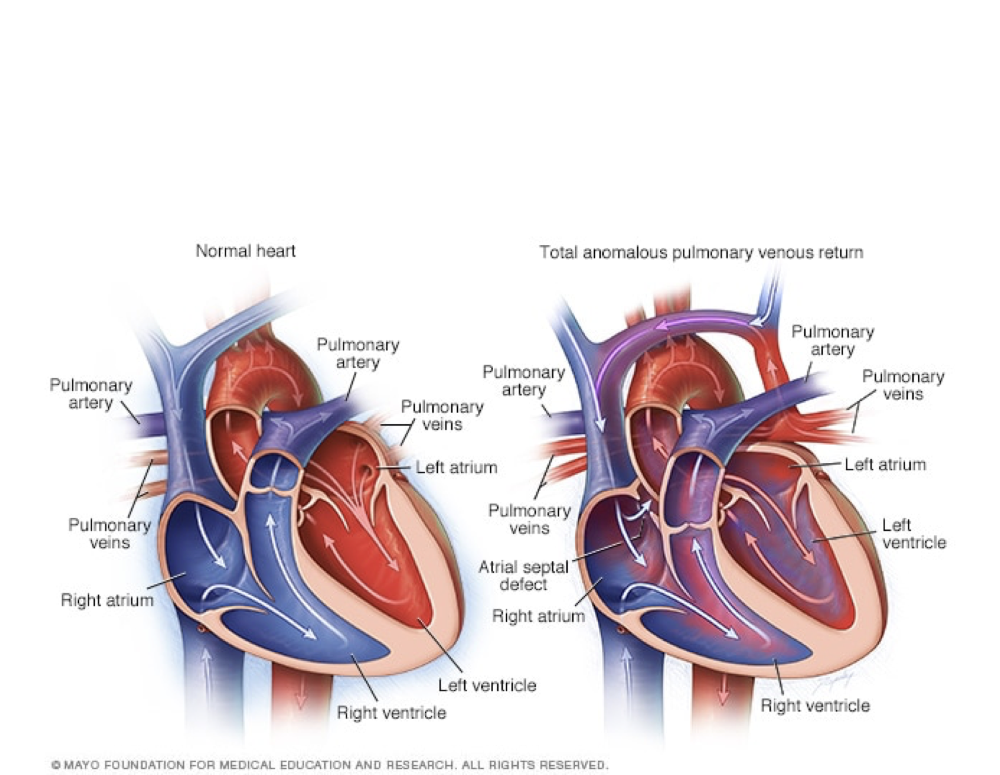 Normal heart
Pulmonary
artery
Pulmonary
artery
Pulmonary
veins
Left atrium
Pulmonary
veins
Right atrium
Left ventricle
Right ventricle
Total anomalous pulmonary venous return
Pulmonary
artery
Pulmonary
artery
Pulmonary
veins
Left atrium
Pulmonary
veins
Left
ventricle
Atrial septal
defect
Right atrium
Right ventricle
© MAYO FOUNDATION FOR MEDICAL EDUCATION AND RESEARCH. ALL RIGHTS RESERVED.